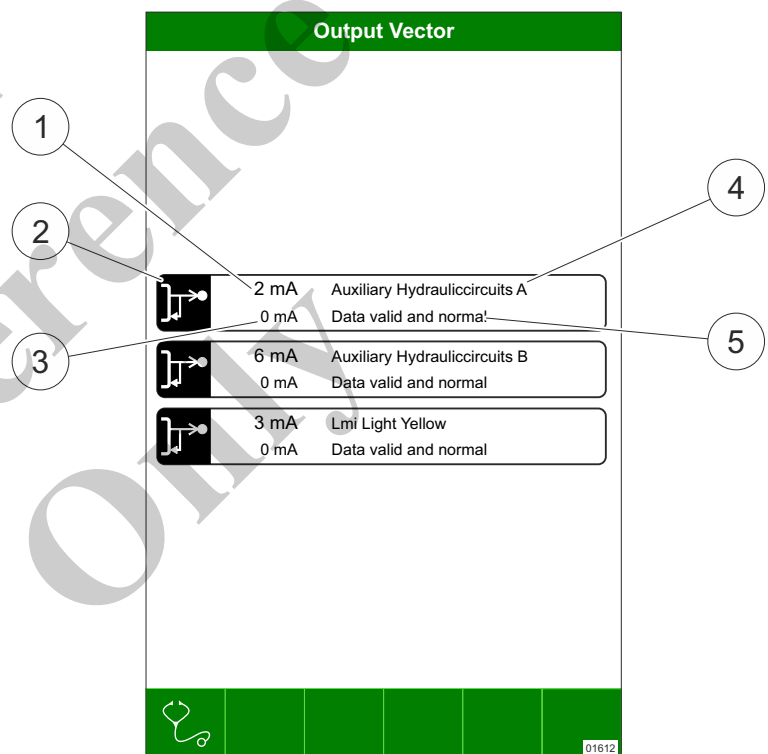 Output Vector
1
4
2
2 mA Auxiliary Hydrauliccircuits A
0 mA Data valid and normal
3
5
6 mA Auxiliary Hydrauliccircuits B
0 mA Data valid and normal
3 mA Lmi Light Yellow
0 mA Data valid and normal
01612
erence
Only